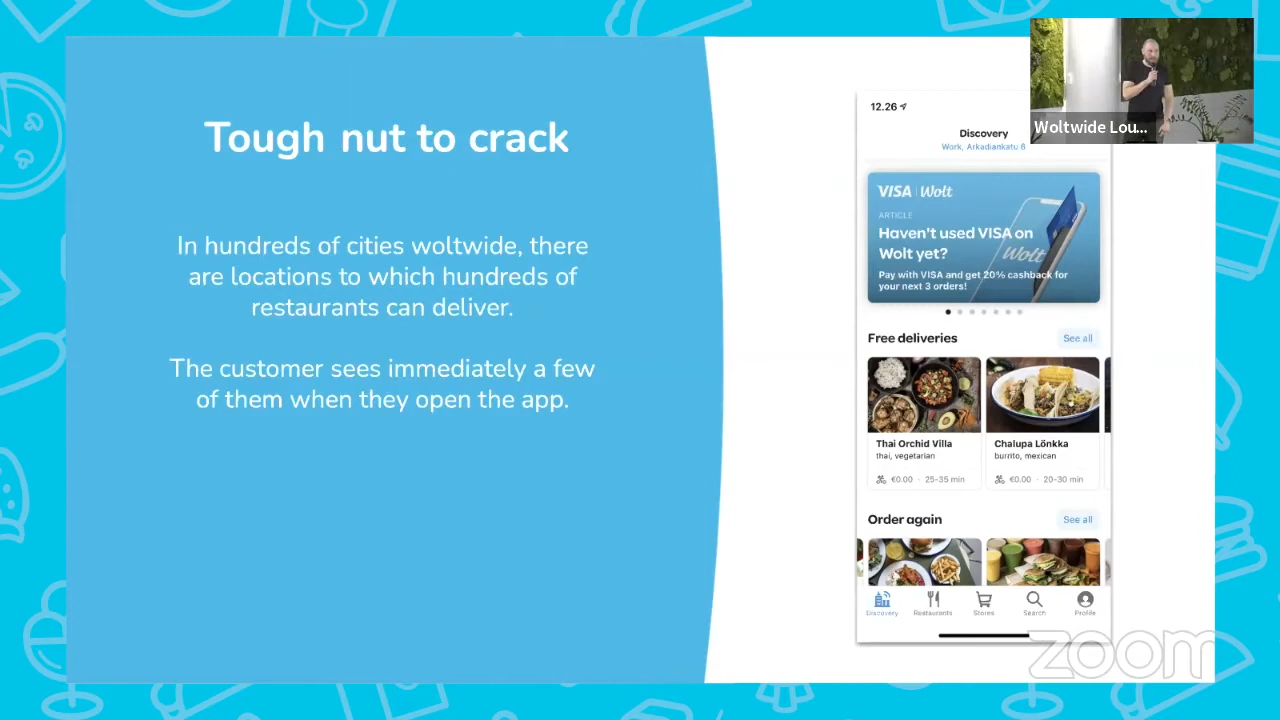 Tough nut to crack
In hundreds of cities woltwide, there
are locations to which hundreds of
restaurants can deliver.
The customer sees immediately a few
of them when they open the app.
Woltwide Lou...
12.26
Discovery
Work, Arkadiankatu 6
VISA | Wolt
ARTICLE
Haven't used VISA on
Wolt yet?
Wolt
Pay with VISA and get 20% cashback for
your next 3 orders!
Free deliveries
See all
Thai Orchid Villa
thai, vegetarian
€0.00 · 25-35 min
Chalupa Lönkka
burrito, mexican
€0.00 · 20-30 min
Order again
See all
Discovery
Restaurants
Stores
Search
Profile
zoom